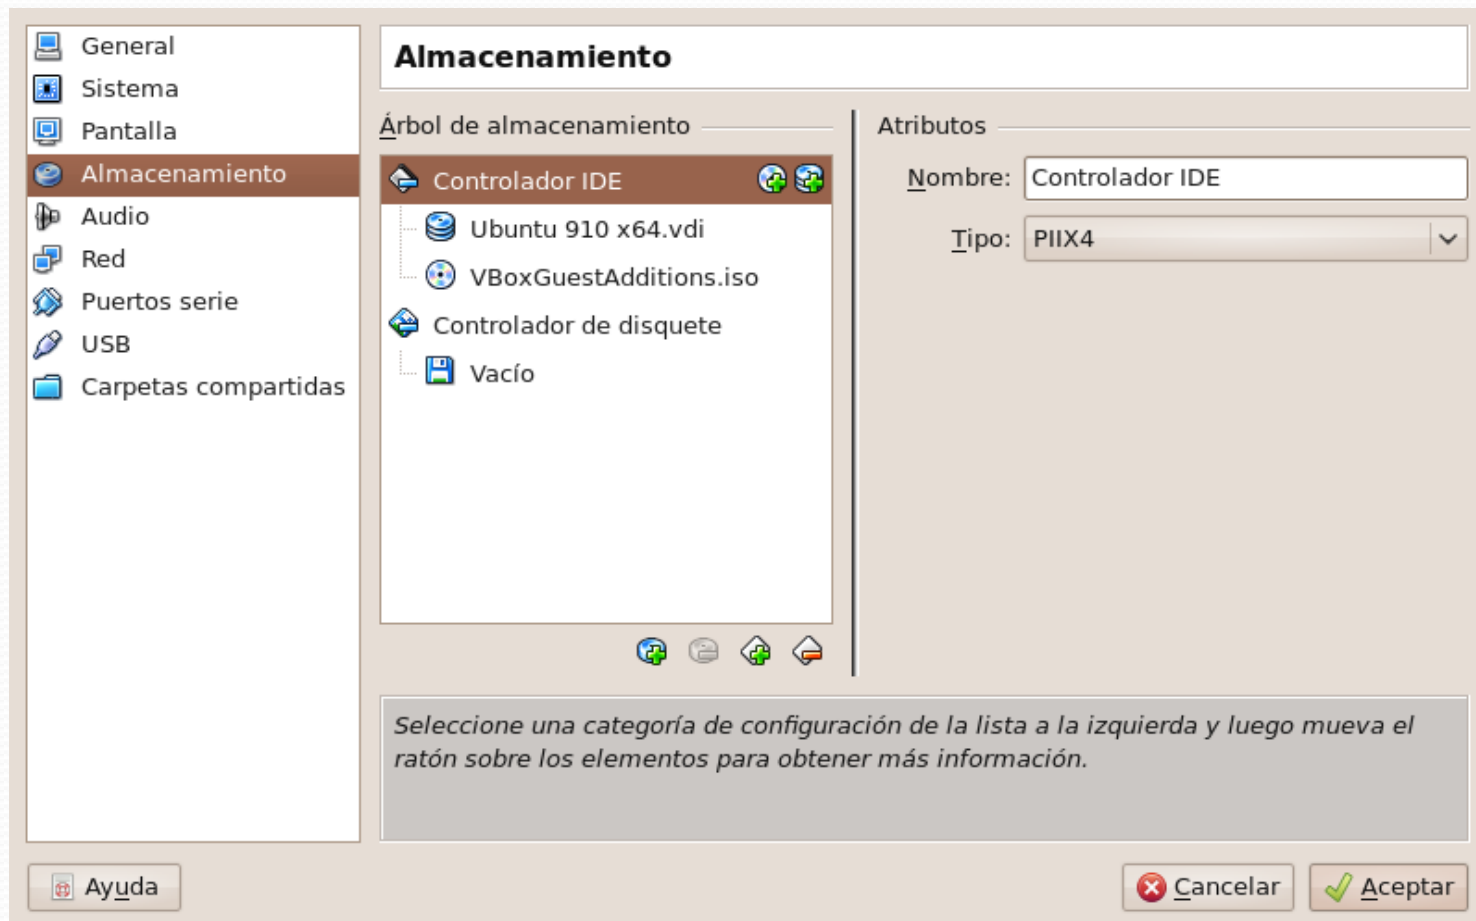 General
Sistema
Pantalla
Almacenamiento
Audio
Red
Puertos serie
USB
Carpetas compartidas
Almacenamiento
Árbol de almacenamiento
Controlador IDE
Ubuntu 910 x64.vdi
VBoxGuestAdditions.iso
Controlador de disquete
Vacío
Atributos
Nombre: Controlador IDE
Tipo: PIIX4
Seleccione una categoría de configuración de la lista a la izquierda y luego mueva el
ratón sobre los elementos para obtener más información.
Ayuda
Cancelar
Aceptar